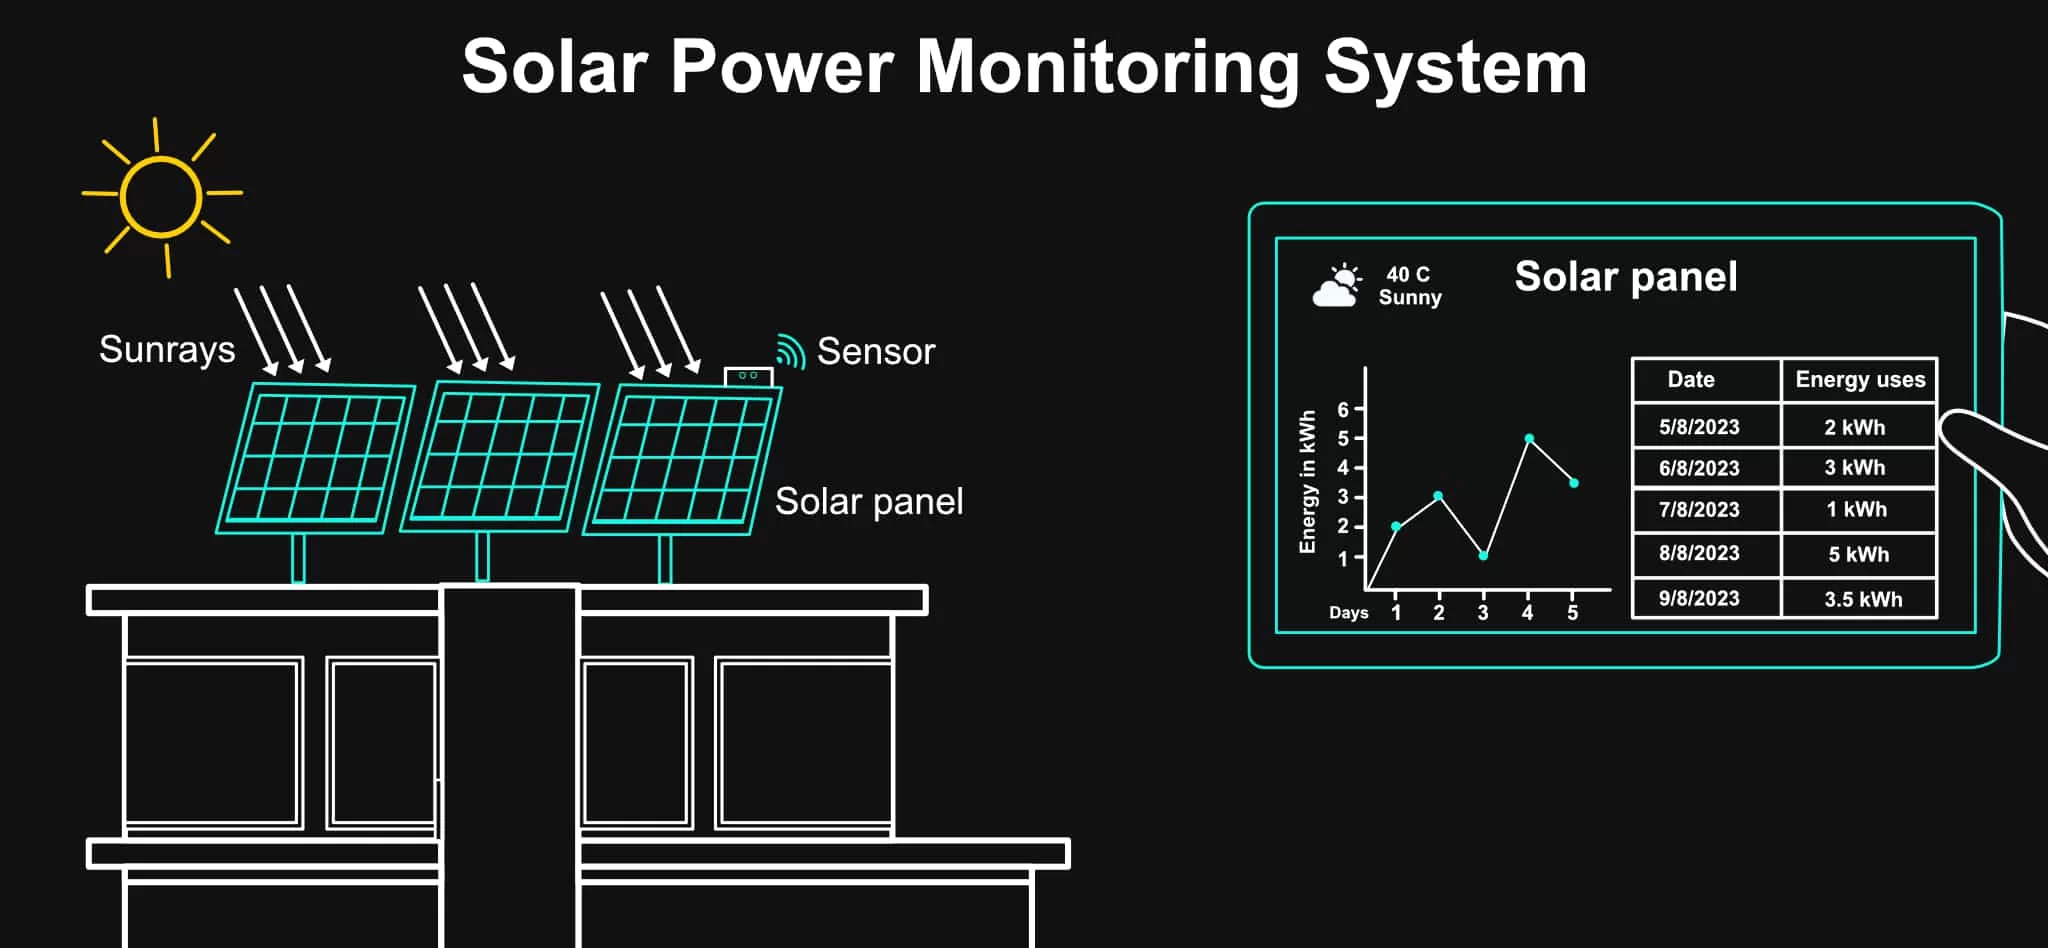 Solar Power Monitoring System
Sunrays
Sensor
Solar panel
40 C
Sunny
Solar panel
Energy in kWh
6
5
4
3
2
1
Days 1 2 3 4 5
Date Energy uses
5/8/2023 2 kWh
6/8/2023 3 kWh
7/8/2023 1 kWh
8/8/2023 5 kWh
9/8/2023 3.5 kWh